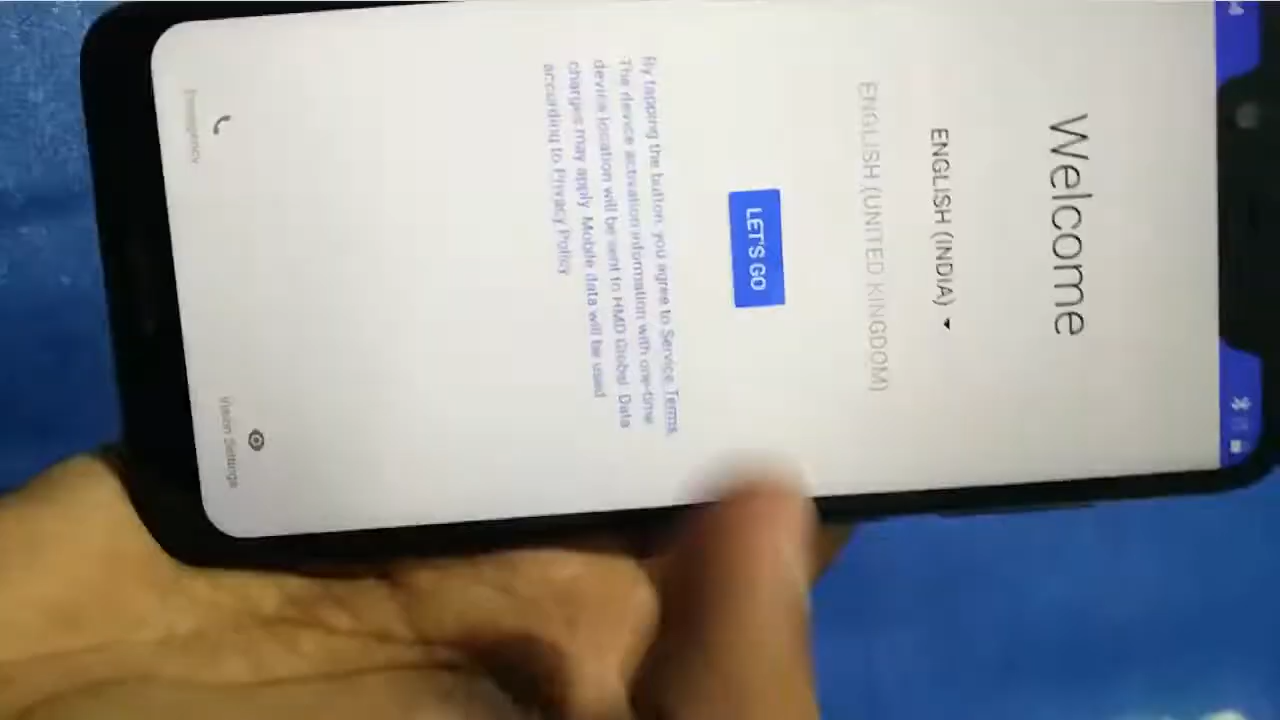 Welcome
ENGLISH (INDIA)
ENGLISH (UNITED KINGDOM)
LET'S GO
By tapping the button, you agree to Service Terms.
The device activation information with one-time
device location will be sent to HMD Global. Data
charges may apply. Mobile data will be used
according to Privacy Policy
Emergency
Vision Settings